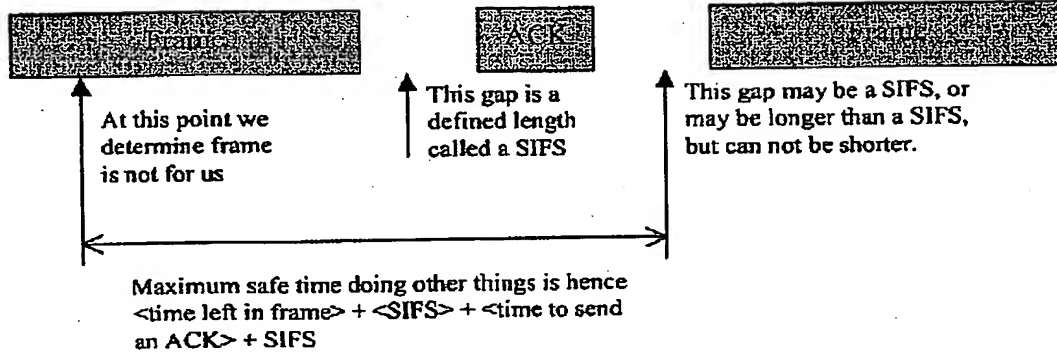 Frame
ACK
Frame
At this point we
determine frame
is not for us
This gap is a
defined length
called a SIFS
This gap may be a SIFS, or
may be longer than a SIFS,
but can not be shorter.
Maximum safe time doing other things is hence
<time left in frame> + <SIFS> + <time to send
an ACK> + SIFS